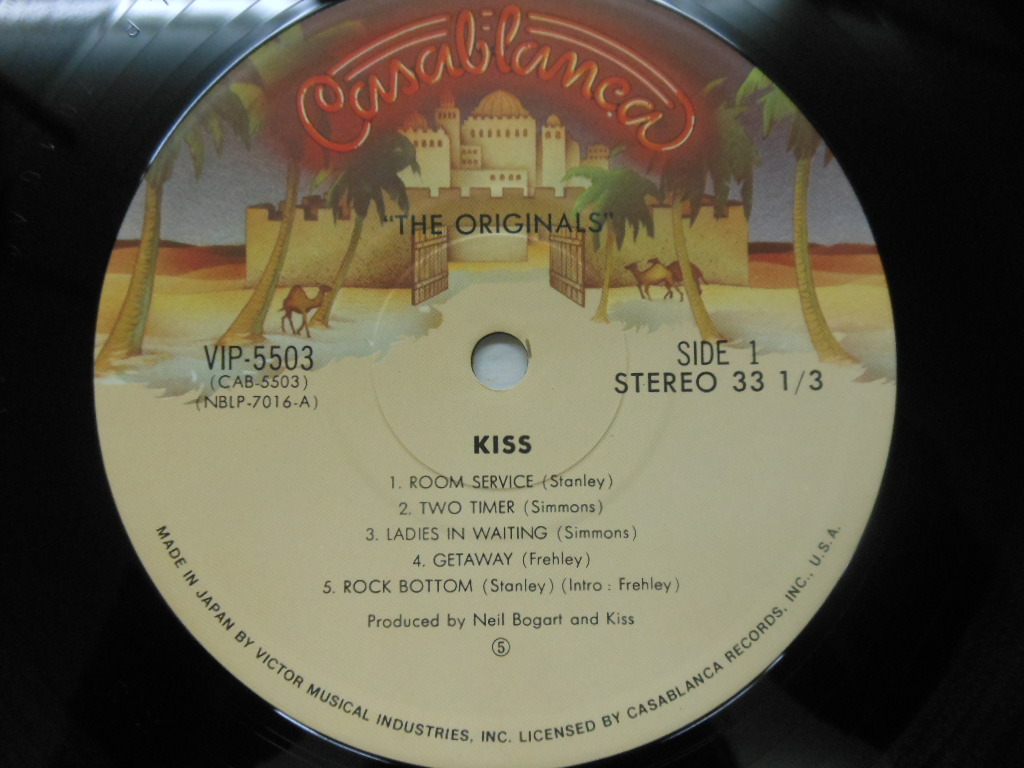 Casablanca
"THE ORIGINALS"
VIP-5503
(CAB-5503)
(NBLP-7016-A)
SIDE 1
STEREO 33 1/3
KISS
1. ROOM SERVICE (Stanley)
2. TWO TIMER (Simmons)
3. LADIES IN WAITING (Simmons)
4. GETAWAY (Frehley)
5. ROCK BOTTOM (Stanley) (Intro : Frehley)
Produced by Neil Bogart and Kiss
⑤
MADE IN JAPAN BY VICTOR MUSICAL INDUSTRIES, INC. LICENSED BY CASABLANCA RECORDS, INC., U.S.A.